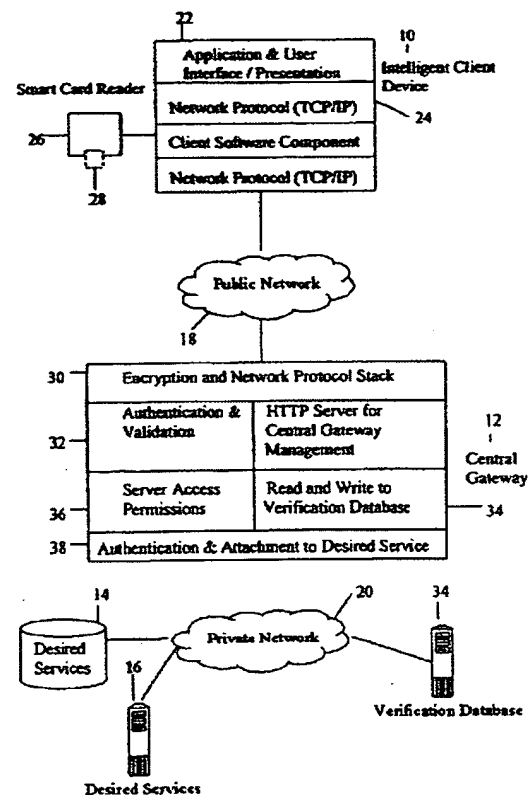 22
10
Application & User
Interface / Presentation
Intelligent Client
Device
Smart Card Reader
Network Protocol (TCP/IP)
24
26
Client Software Component
28
Network Protocol (TCP/IP)
Public Network
18
30
Encryption and Network Protocol Stack
Authentication &
Validation
HTTP Server for
Central Gateway
Management
12
32
Central
Gateway
Server Access
Permissions
Read and Write to
Verification Database
34
36
38
Authentication & Attachment to Desired Service
14
20
34
Desired
Services
Private Network
16
Verification Database
Desired Services